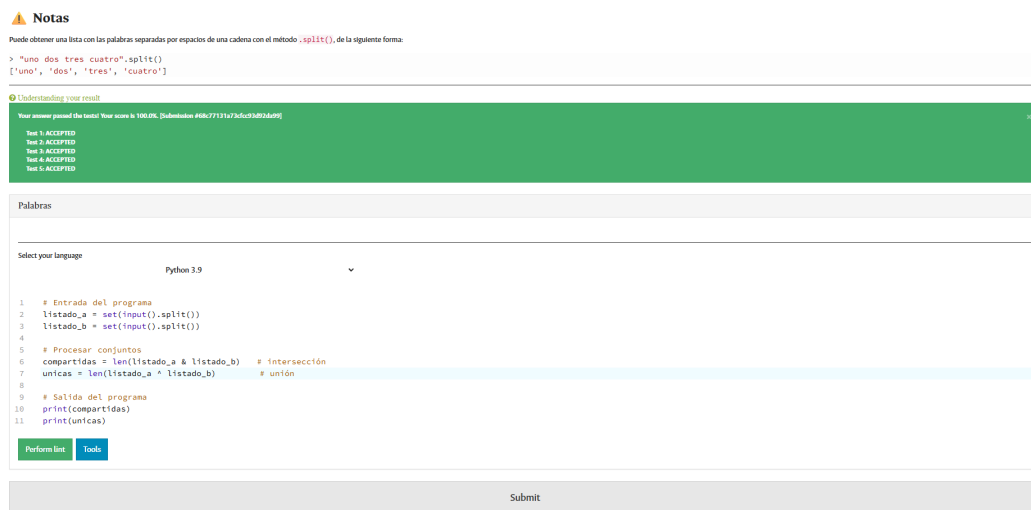 Notas
Puede obtener una lista con las palabras separadas por espacios de una cadena con el método .split(), de la siguiente forma:
> "uno dos tres cuatro".split()
['uno', 'dos', 'tres', 'cuatro']
Understanding your result
Your answer passed the tests! Your score is 100.0%. [Submission #68c77131a73cfcc93d92da99]
Test 1: ACCEPTED
Test 2: ACCEPTED
Test 3: ACCEPTED
Test 4: ACCEPTED
Test 5: ACCEPTED
Palabras
Select your language
Python 3.9
1 # Entrada del programa
2 listado_a = set(input().split())
3 listado_b = set(input().split())
4
5 # Procesar conjuntos
6 compartidas = len(listado_a & listado_b) # intersección
7 unicas = len(listado_a ^ listado_b) # unión
8
9 # Salida del programa
10 print(compartidas)
11 print(unicas)
Perform lint Tools
Submit